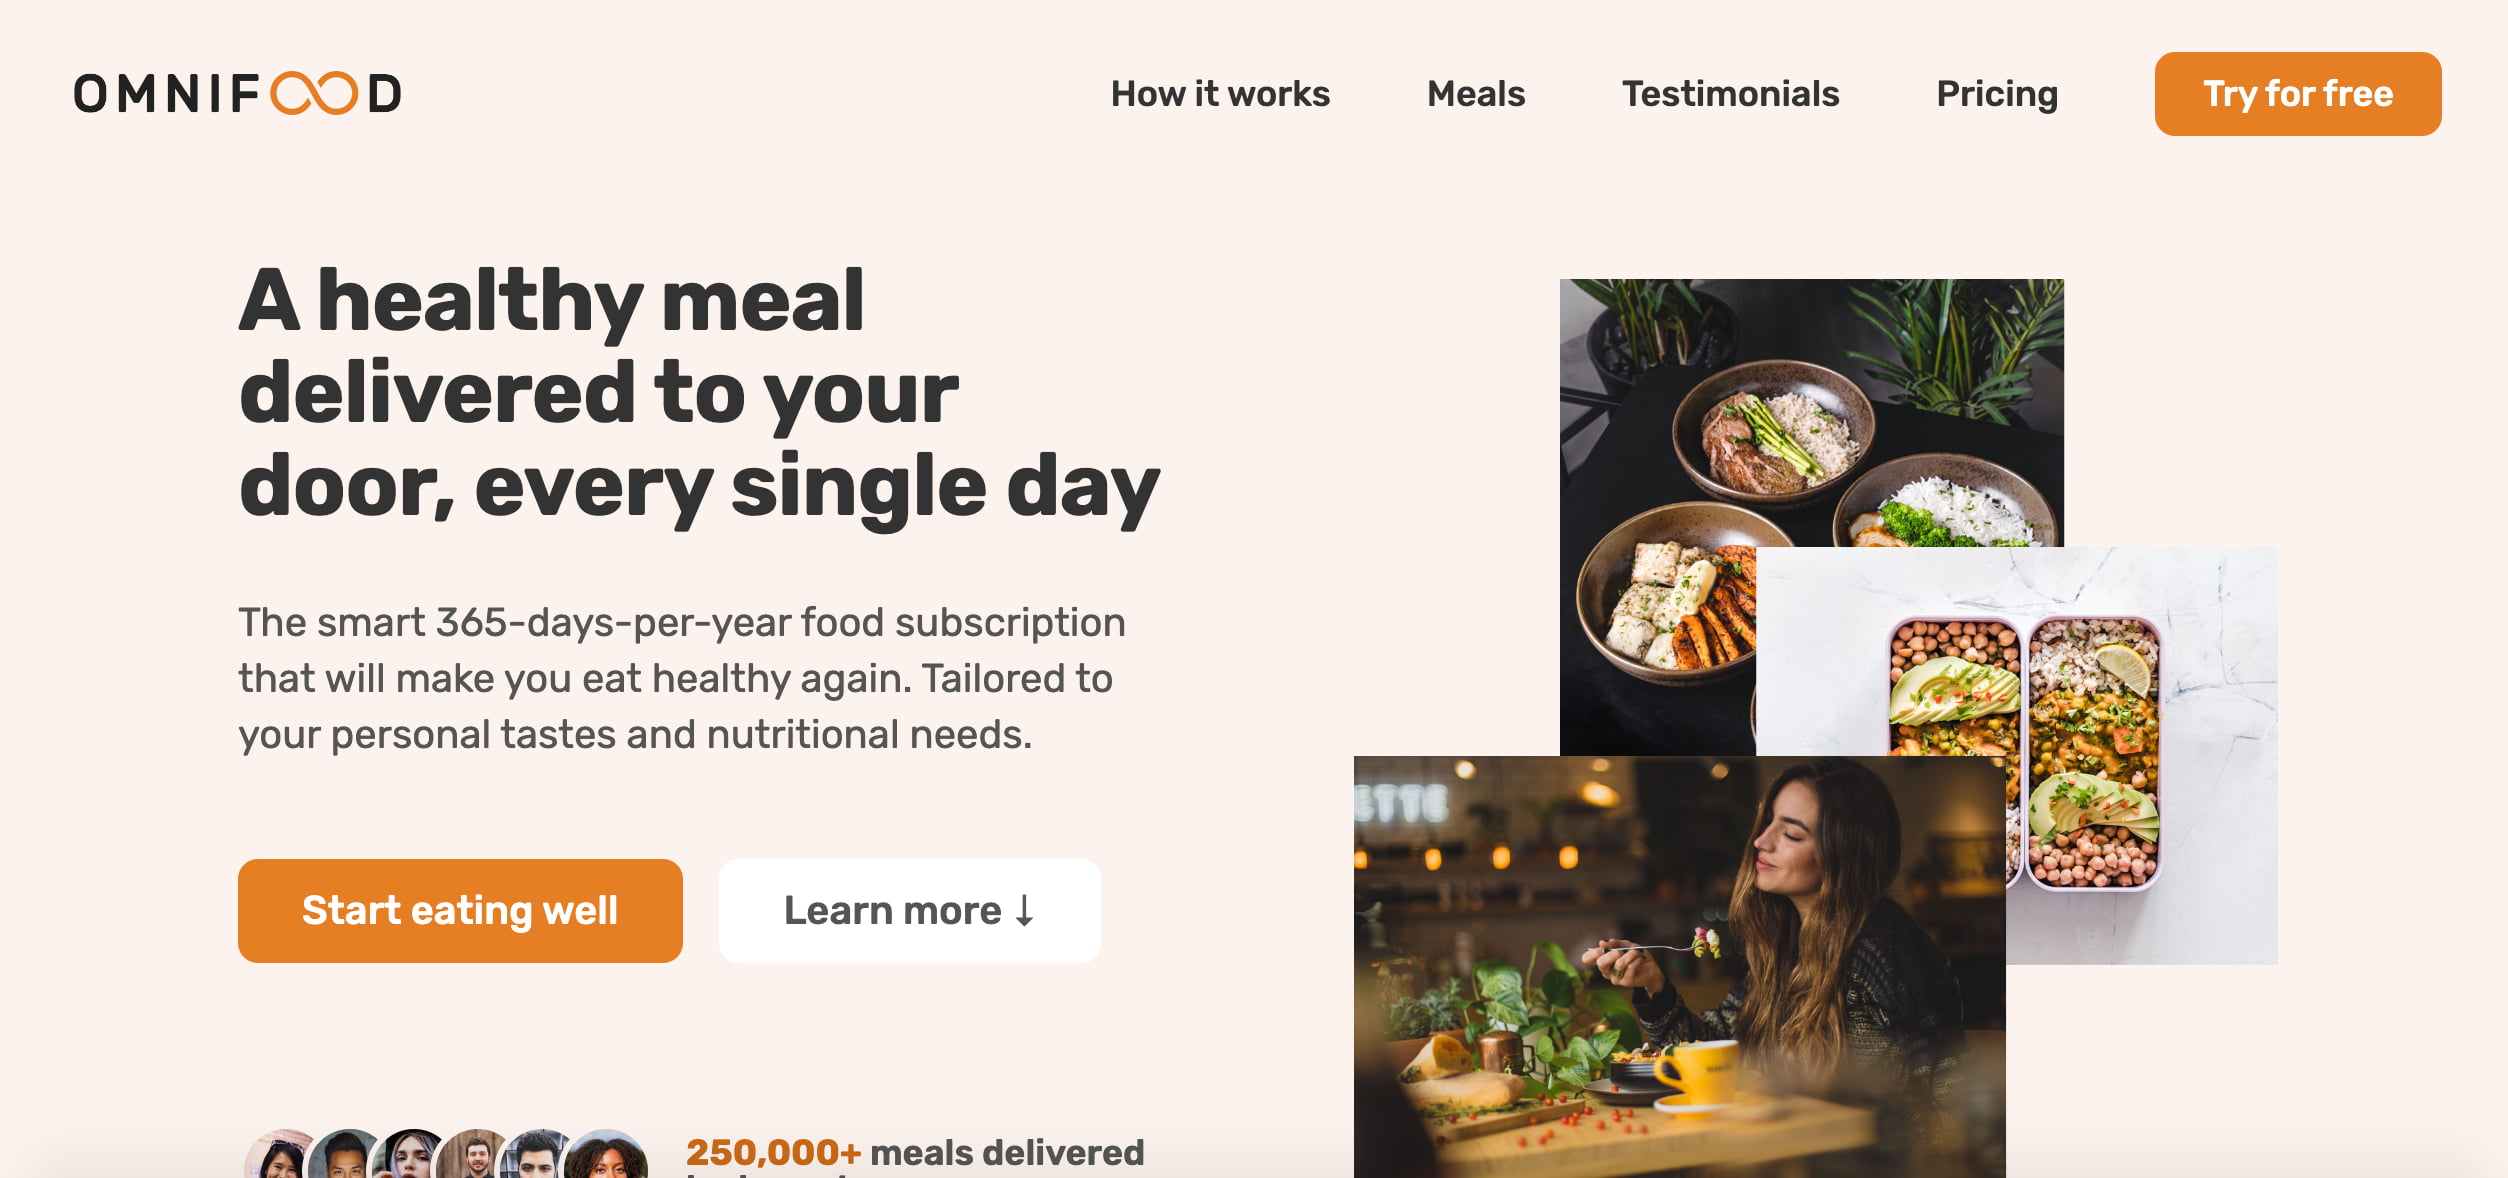 OMNIFOOD
How it works
Meals
Testimonials
Pricing
Try for free
A healthy meal
delivered to your
door, every single day
The smart 365-days-per-year food subscription
that will make you eat healthy again. Tailored to
your personal tastes and nutritional needs.
Start eating well
Learn more ↓
ETTE
250,000+ meals delivered